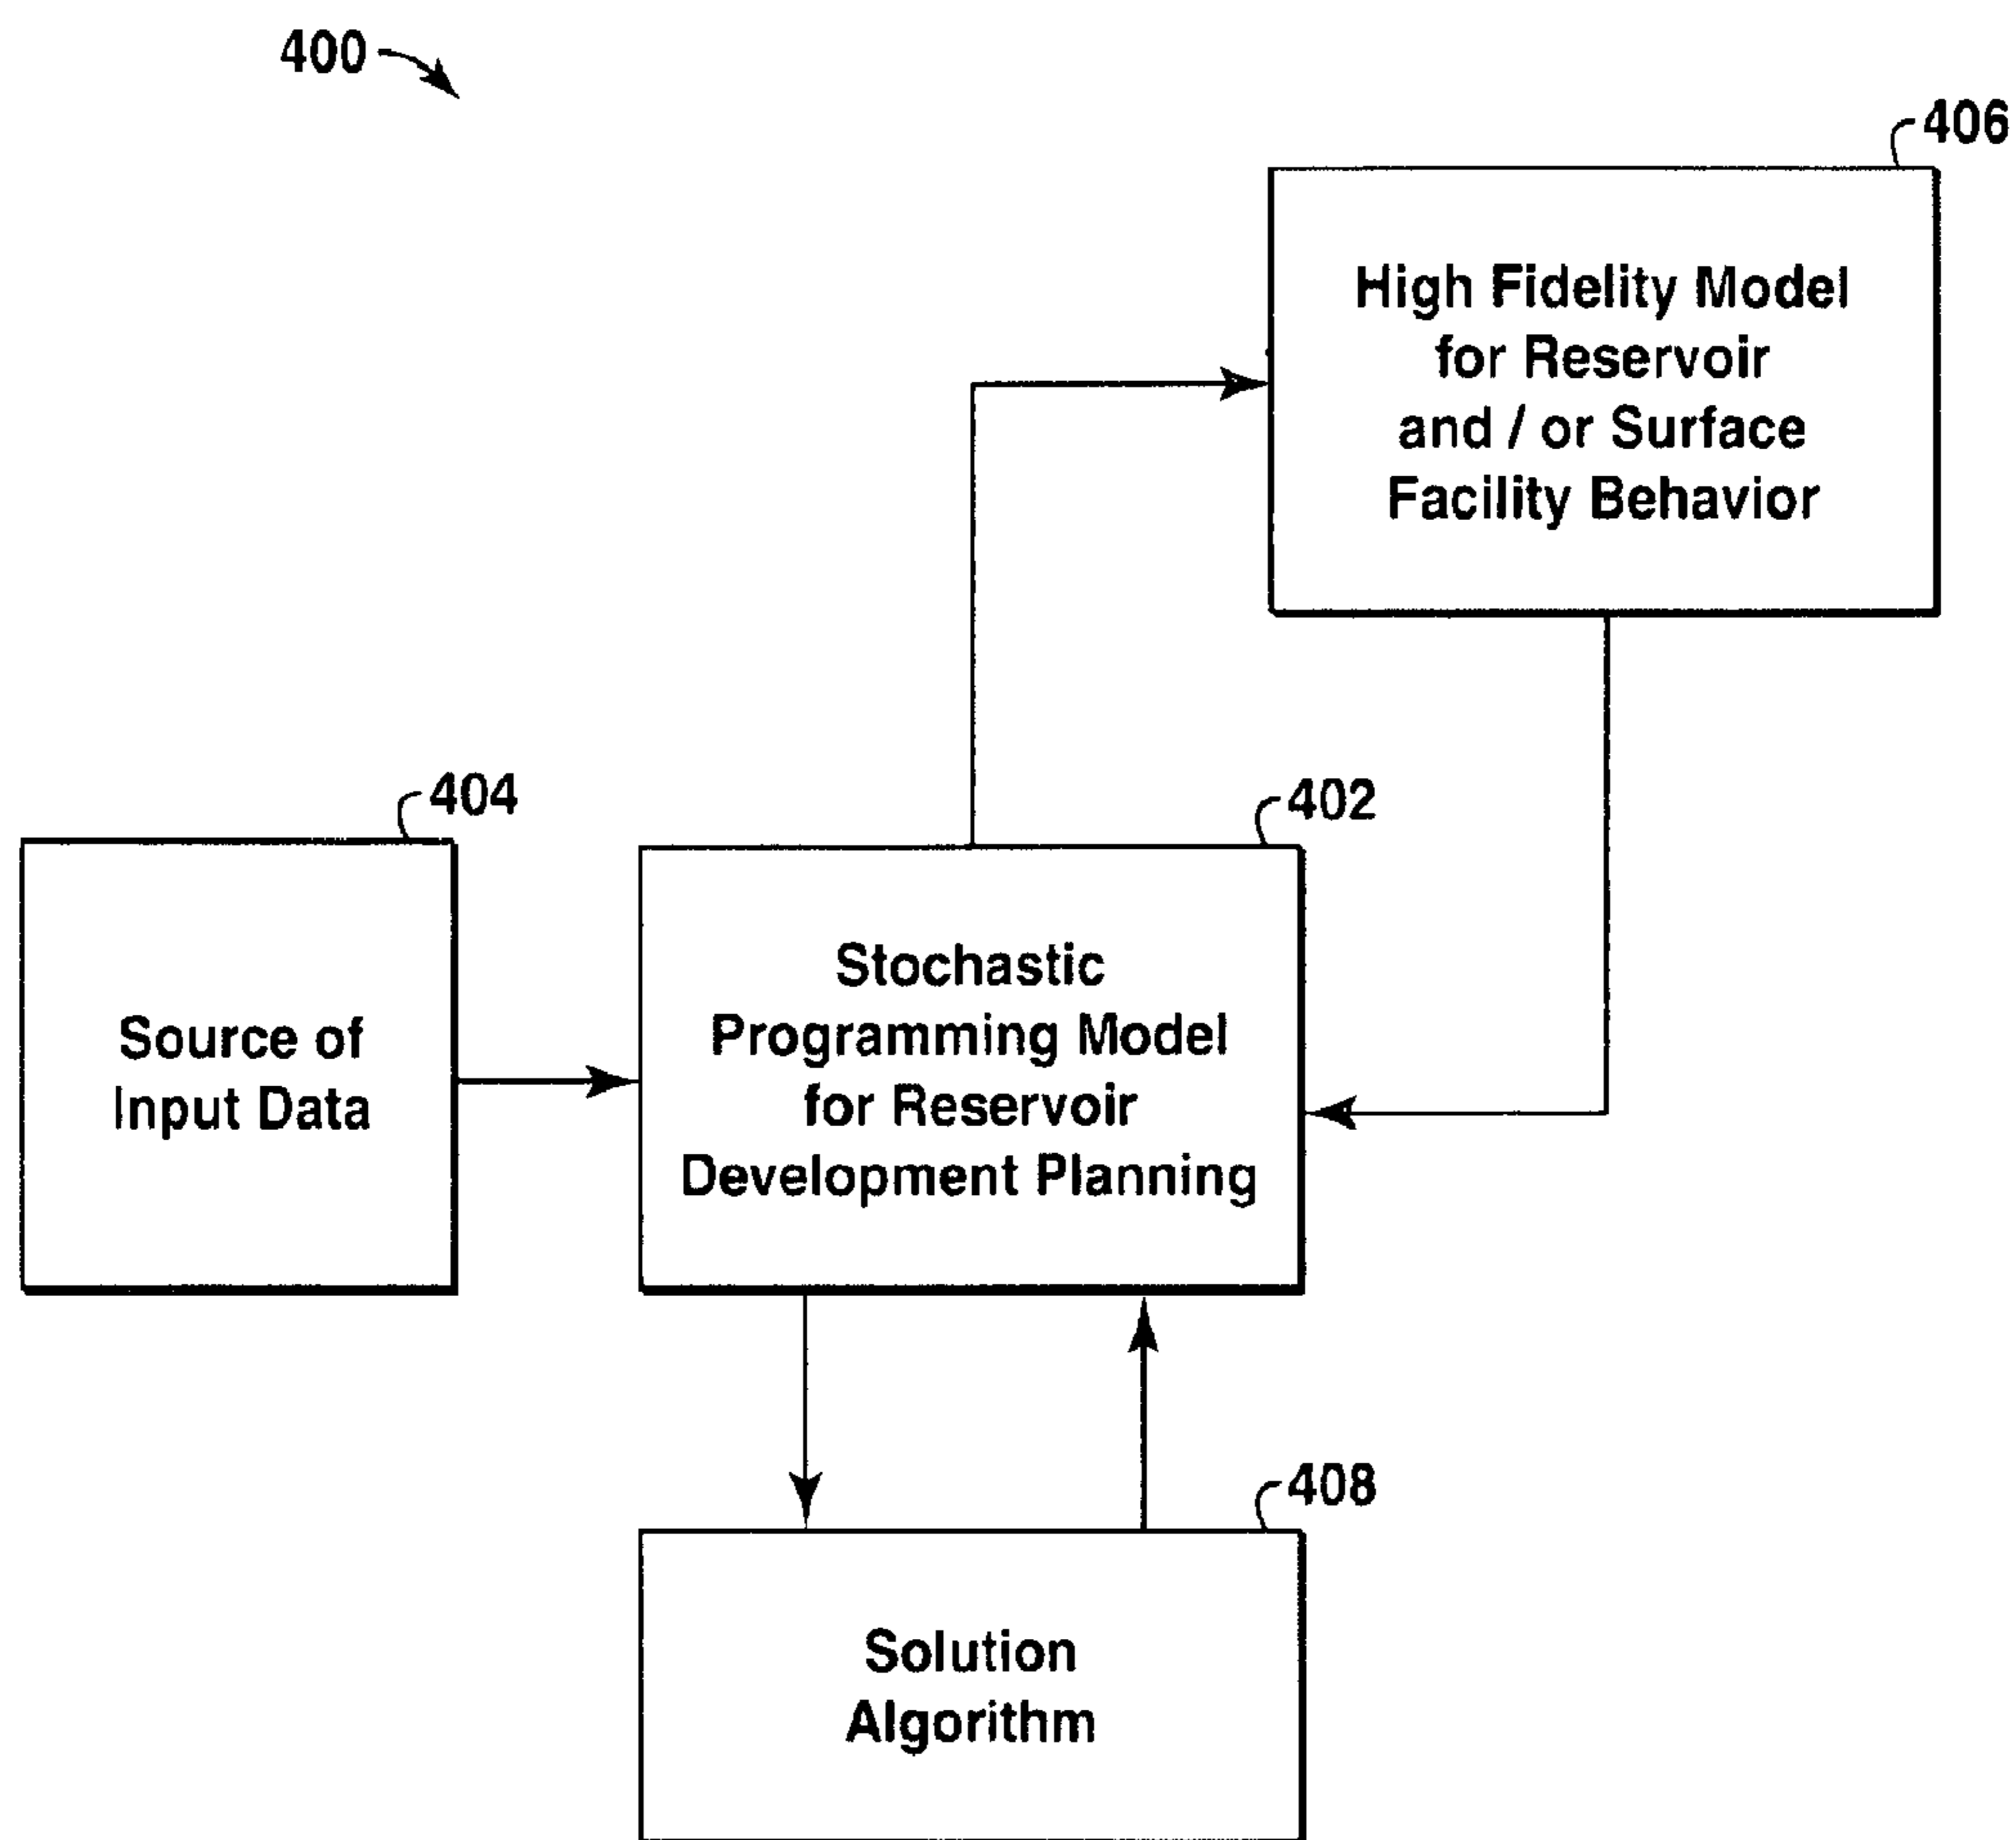 400
406
High Fidelity Model
for Reservoir
and / or Surface
Facility Behavior
404
402
Source of
Input Data
Stochastic
Programming Model
for Reservoir
Development Planning
408
Solution
Algorithm